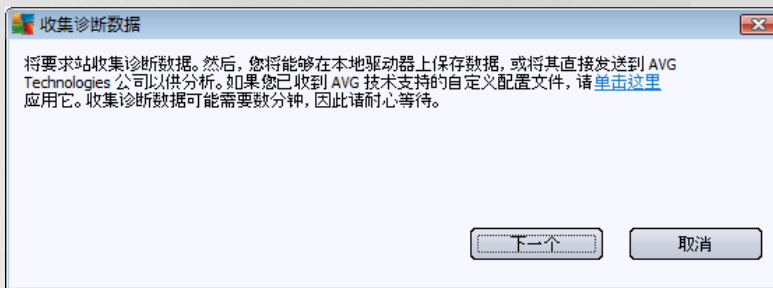 收集诊断数据
将要求站收集诊断数据。然后，您将能够在本地驱动器上保存数据，或将其直接发送到 AVG
Technologies 公司以供分析。如果您已收到 AVG 技术支持的自定义配置文件，请单击这里
应用它。收集诊断数据可能需要数分钟，因此请耐心等待。
下一个
取消